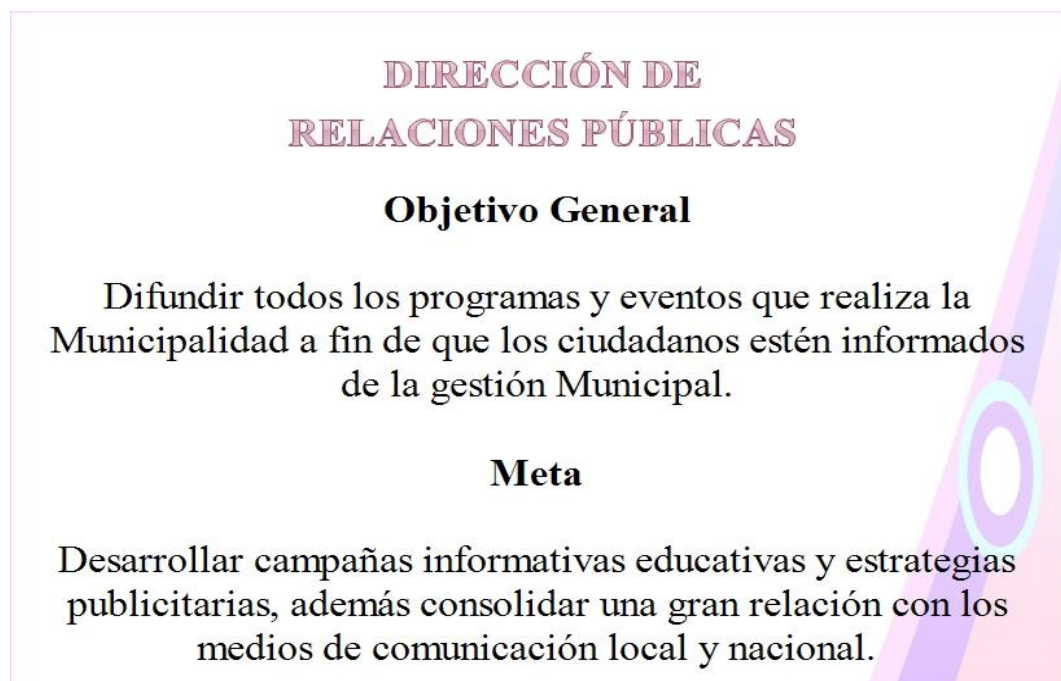 DIRECCIÓN DE
RELACIONES PÚBLICAS
Objetivo General
Difundir todos los programas y eventos que realiza la
Municipalidad a fin de que los ciudadanos estén informados
de la gestión Municipal.
Meta
Desarrollar campañas informativas educativas y estrategias
publicitarias, además consolidar una gran relación con los
medios de comunicación local y nacional.